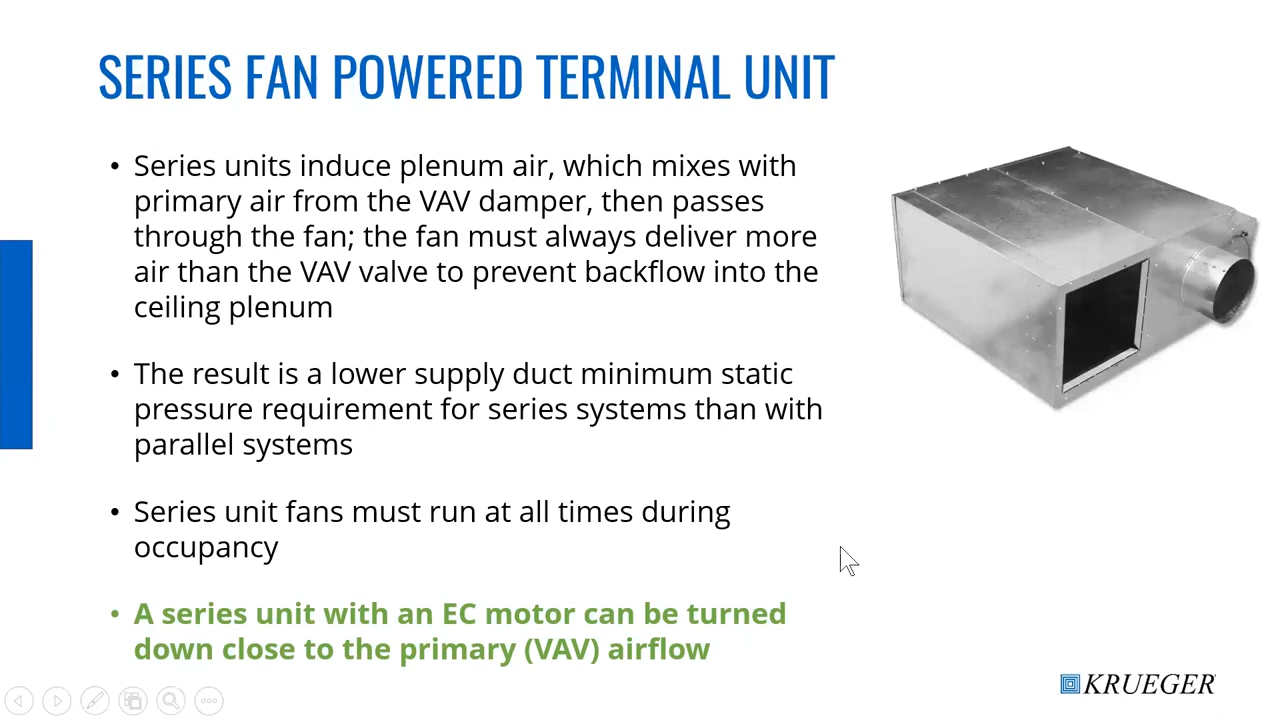 SERIES FAN POWERED TERMINAL UNIT
• Series units induce plenum air, which mixes with
primary air from the VAV damper, then passes
through the fan; the fan must always deliver more
air than the VAV valve to prevent backflow into the
ceiling plenum
• The result is a lower supply duct minimum static
pressure requirement for series systems than with
parallel systems
• Series unit fans must run at all times during
occupancy
• A series unit with an EC motor can be turned
down close to the primary (VAV) airflow
KRUEGER